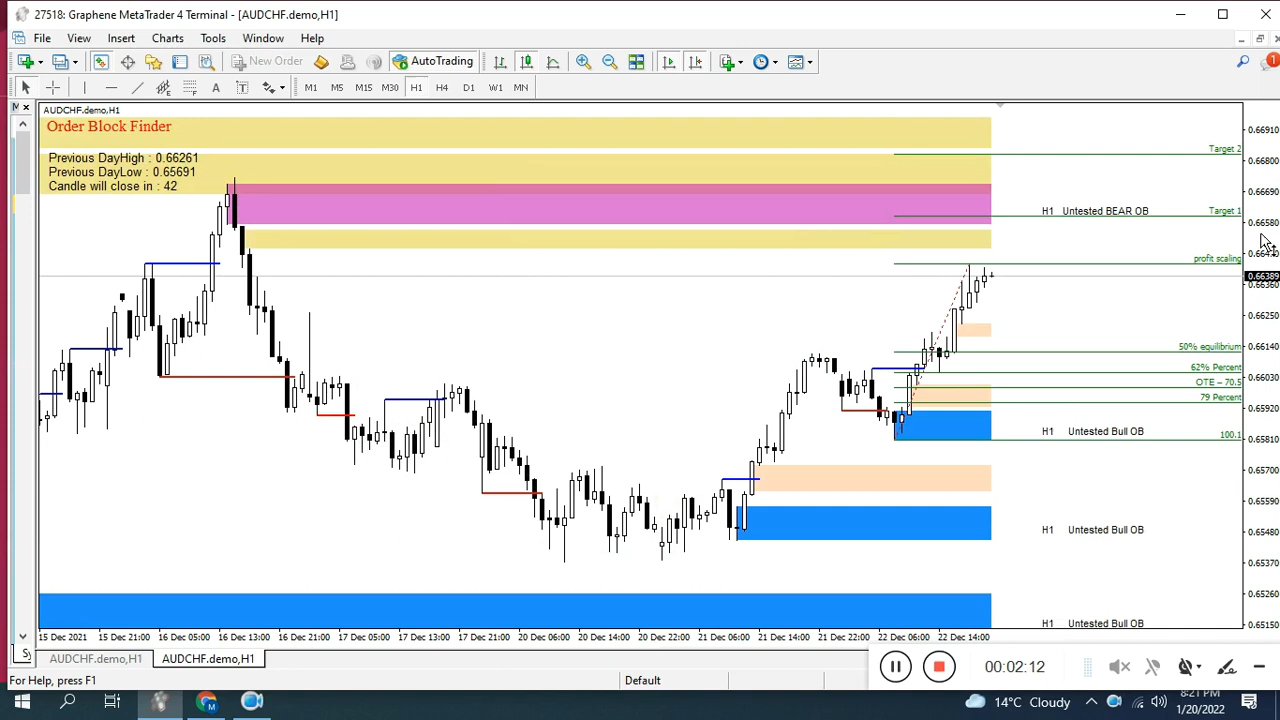 27518: Graphene MetaTrader 4 Terminal - [AUDCHF.demo,H1]
File View Insert Charts Tools Window Help
New Order AutoTrading
M1 M5 M15 M30 H1 H4 D1 W1 MN
AUDCHF.demo,H1
Order Block Finder
Previous DayHigh : 0.66261
Previous DayLow : 0.65691
Candle will close in : 42
Target 2
H1 Untested BEAR OB
Target 1
profit scaling
50% equilibrium
62% Percent
OTE – 70.5
79 Percent
H1 Untested Bull OB
100.1
H1 Untested Bull OB
H1 Untested Bull OB
0.66910
0.66800
0.66690
0.66580
0.66389
0.66360
0.66250
0.66140
0.66030
0.65920
0.65810
0.65700
0.65590
0.65480
0.65370
0.65260
0.65150
15 Dec 2021 15 Dec 21:00 16 Dec 05:00 16 Dec 13:00 16 Dec 21:00 17 Dec 05:00 17 Dec 13:00 17 Dec 21:00 20 Dec 06:00 20 Dec 14:00 20 Dec 22:00 21 Dec 06:00 21 Dec 14:00 21 Dec 22:00 22 Dec 06:00 22 Dec 14:00
AUDCHF.demo,H1 AUDCHF.demo,H1
For Help, press F1 Default
00:02:12
14°C Cloudy
8:21 PM
1/20/2022